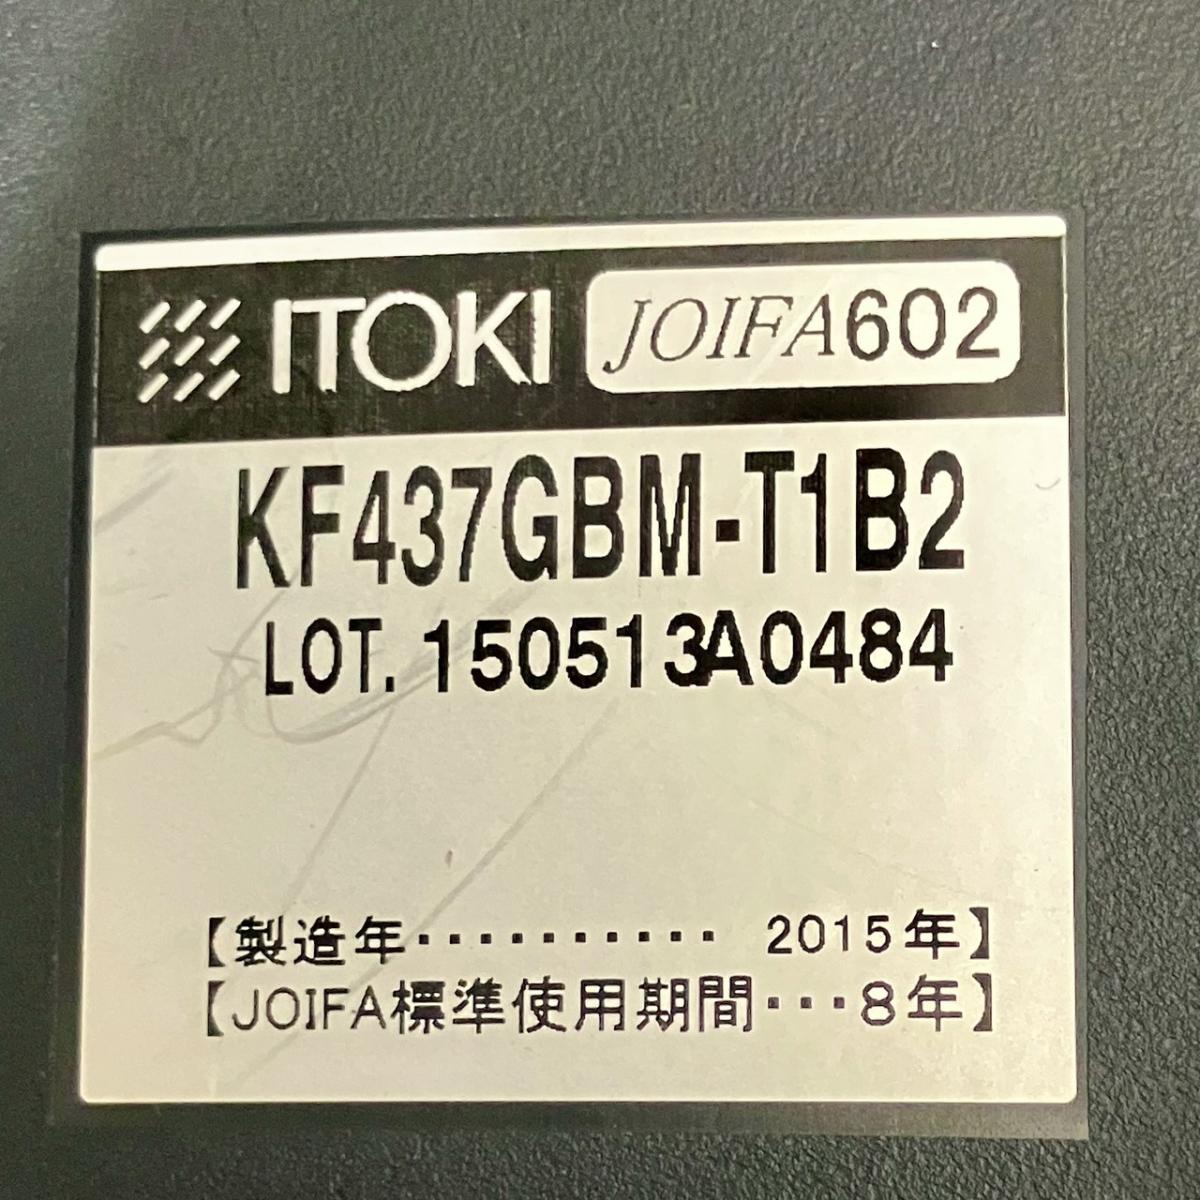 ITOKI JOIFA602
KF437GBM-T1B2
LOT. 150513A0484
【製造年・・・・・・・・・・ 2015年】
【JOIFA標準使用期間・・・8年】